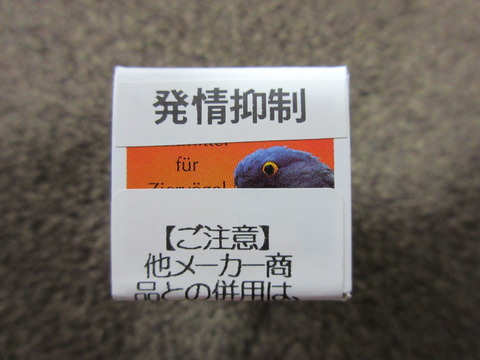 発情抑制
für
Ziervögel
【ご注意】
他メーカー商
品との併用は、